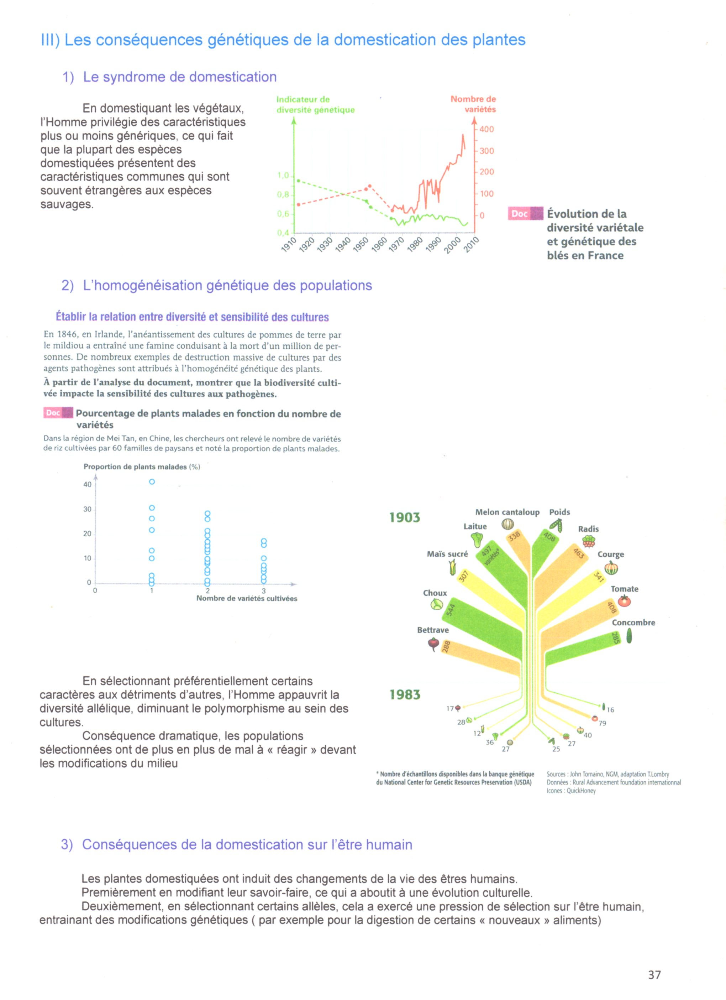 III) Les conséquences génétiques de la domestication des plantes
1) Le syndrome de domestication
En domestiquant les végétaux,
l'Homme privilégie des caractéristiques
plus ou moins génériques, ce qui fait
que la plupart des espèces
domestiquées présentent des
caractéristiques communes qui sont
souvent étrangères aux espèces
sauvages.
Indicateur de
diversité génétique
Nombre de
variétés
1,0
0,8
0,6
0,4
400
300
200
100
0
1910 1920 1930 1940 1950 1960 1970 1980 1990 2000 2010
Doc Évolution de la
diversité variétale
et génétique des
blés en France
2) L'homogénéisation génétique des populations
Établir la relation entre diversité et sensibilité des cultures
En 1846, en Irlande, l'anéantissement des cultures de pommes de terre par
le mildiou a entraîné une famine conduisant à la mort d'un million de per-
sonnes. De nombreux exemples de destruction massive de cultures par des
agents pathogènes sont attribués à l'homogénéité génétique des plants.
À partir de l'analyse du document, montrer que la biodiversité culti-
vée impacte la sensibilité des cultures aux pathogènes.
Doc Pourcentage de plants malades en fonction du nombre de
variétés
Dans la région de Mei Tan, en Chine, les chercheurs ont relevé le nombre de variétés
de riz cultivées par 60 familles de paysans et noté la proportion de plants malades.
Proportion de plants malades (%)
40
30
20
10
0
0 1 2 3
Nombre de variétés cultivées
1903
Melon cantaloup
Poids
Laitue
Radis
338
408
497
variétés*
463
Maïs sucré
Courge
307
341
Choux
Tomate
544
408
Bettrave
Concombre
288
285
1983
17
28
12
36
27
25
27
40
79
16
* Nombre d'échantillons disponibles dans la banque génétique
du National Center for Genetic Resources Preservation (USDA)
Sources : John Tomaino, NGM, adaptation T.Lombry
Données : Rural Advancement foundation internationnal
Icones : QuickHoney
En sélectionnant préférentiellement certains
caractères aux détriments d'autres, l'Homme appauvrit la
diversité allélique, diminuant le polymorphisme au sein des
cultures.
Conséquence dramatique, les populations
sélectionnées ont de plus en plus de mal à « réagir » devant
les modifications du milieu
3) Conséquences de la domestication sur l'être humain
Les plantes domestiquées ont induit des changements de la vie des êtres humains.
Premièrement en modifiant leur savoir-faire, ce qui a aboutit à une évolution culturelle.
Deuxièmement, en sélectionnant certains allèles, cela a exercé une pression de sélection sur l'être humain,
entrainant des modifications génétiques ( par exemple pour la digestion de certains « nouveaux » aliments)
37